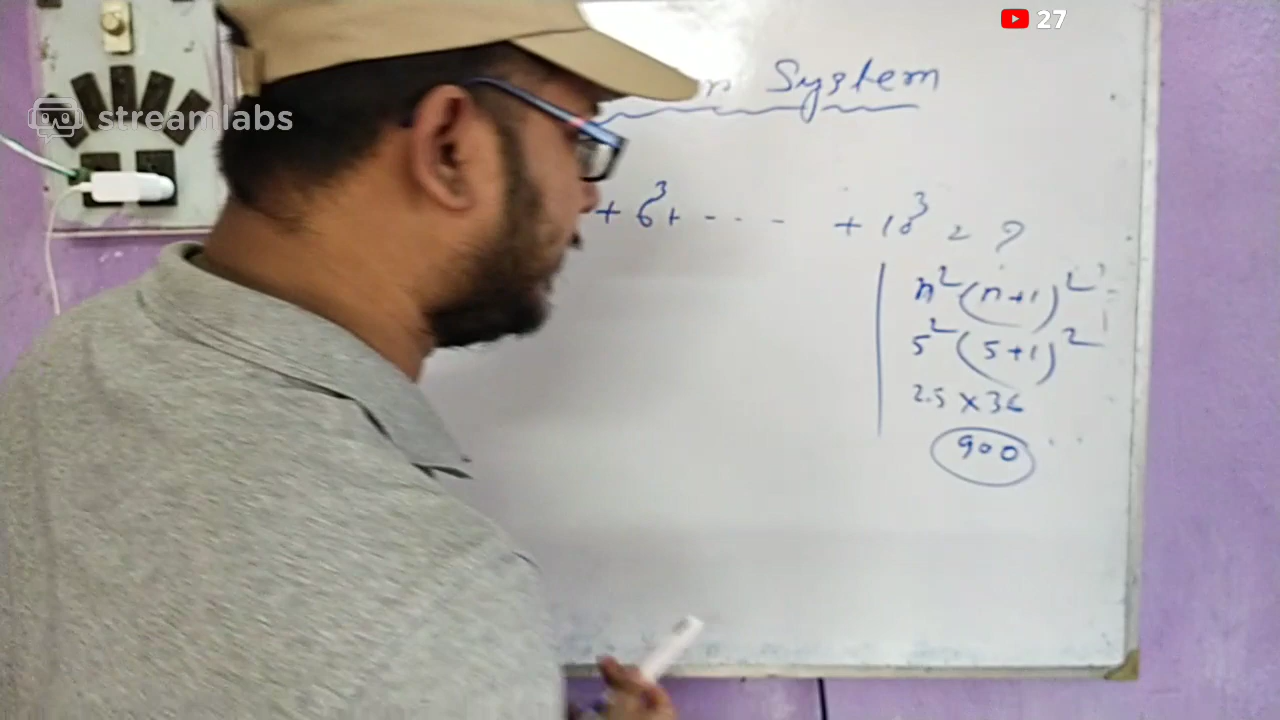 27
streamlabs
System
+ 6³ + - - - - + 10³ = ?
n²(n+1)²
5²(5+1)²
25 × 36
900